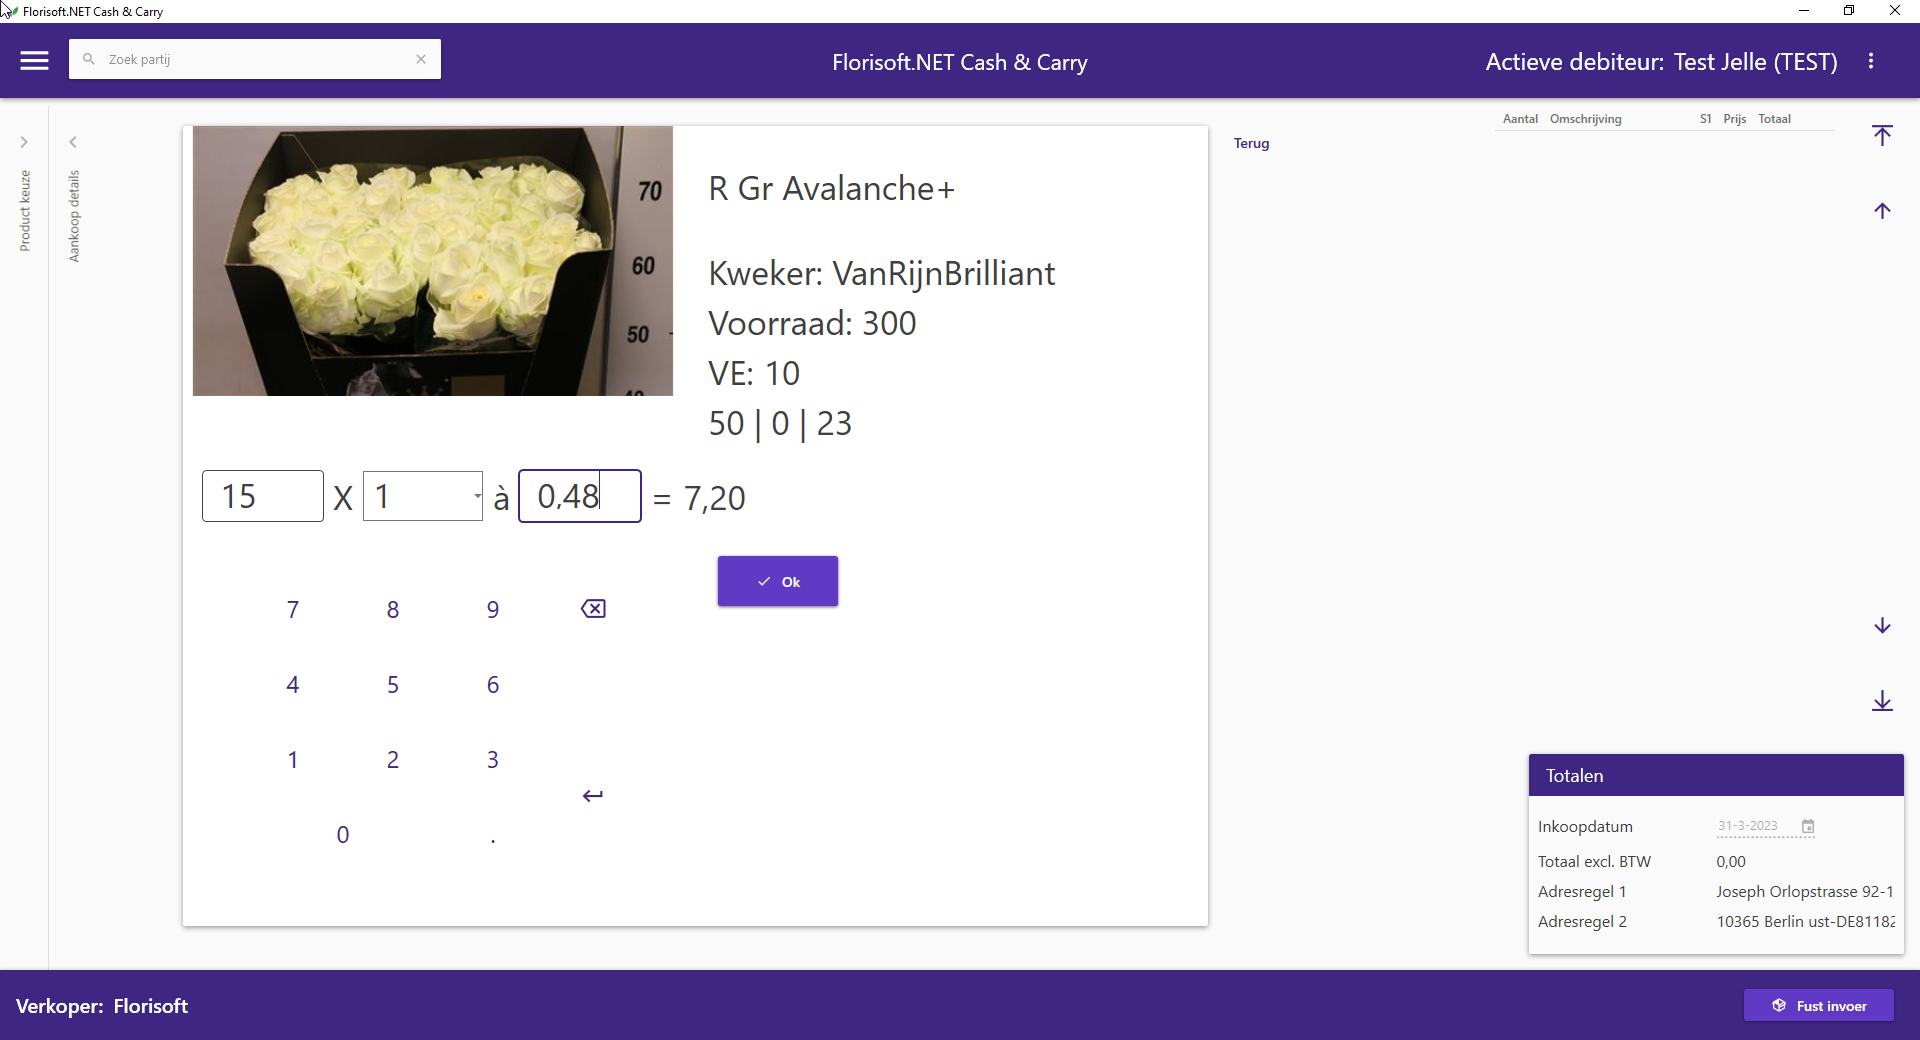 Florisoft.NET Cash & Carry
Zoek partij
Florisoft.NET Cash & Carry
Actieve debiteur: Test Jelle (TEST)
Product keuze
Aankoop details
70
60
50
R Gr Avalanche+
Kweker: VanRijnBrilliant
Voorraad: 300
VE: 10
50 | 0 | 23
Terug
Aantal Omschrijving S1 Prijs Totaal
15 X 1 à 0,48 = 7,20
Ok
7 8 9
4 5 6
1 2 3
0 .
Totalen
Inkoopdatum 31-3-2023
Totaal excl. BTW 0,00
Adresregel 1 Joseph Orlopstrasse 92-1
Adresregel 2 10365 Berlin ust-DE81182
Verkoper: Florisoft
Fust invoer